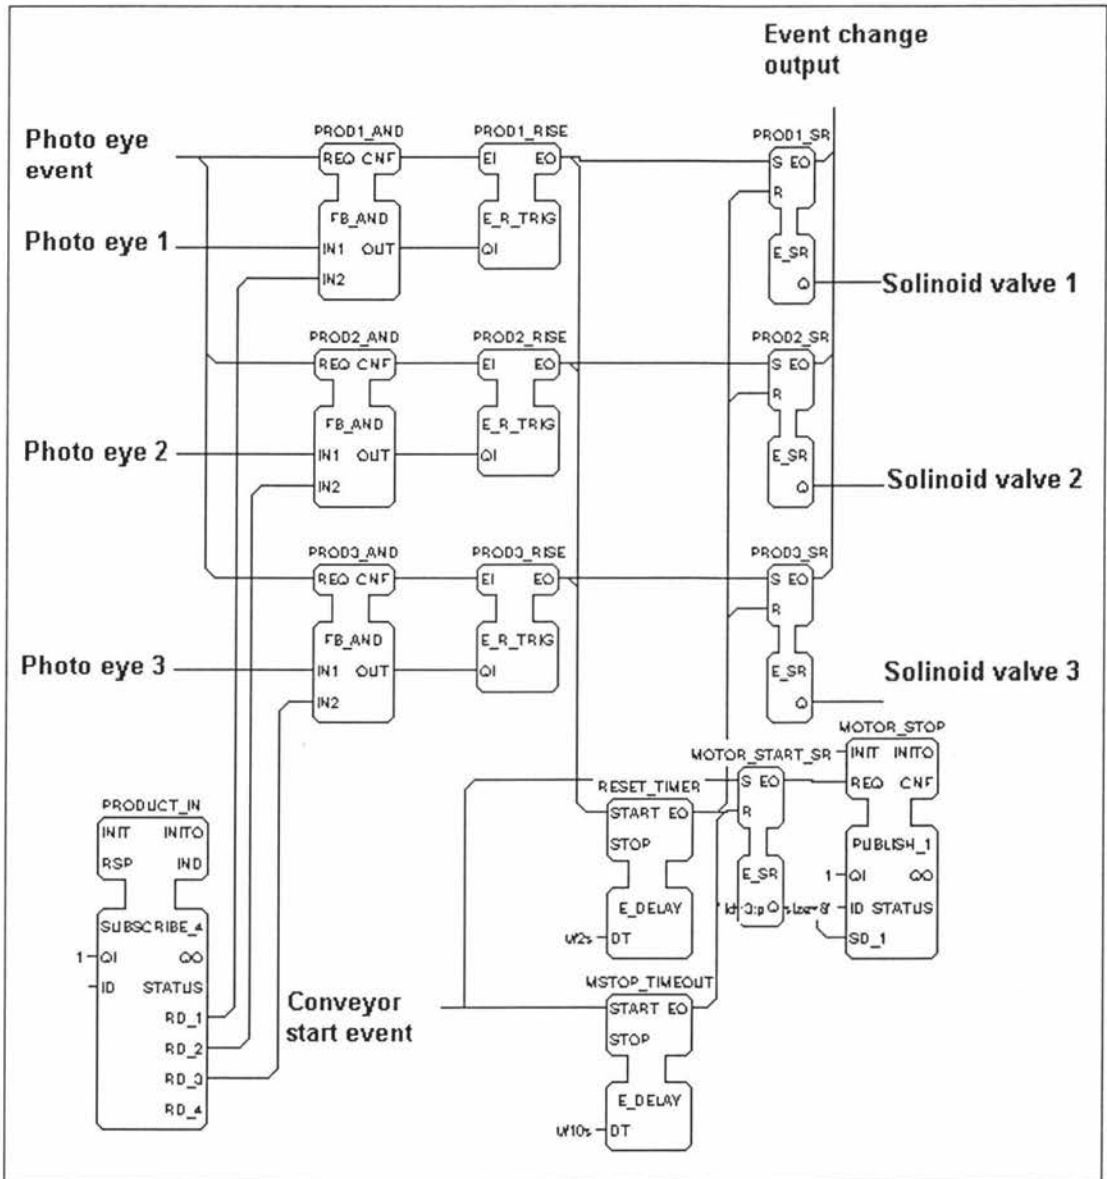 Event change
output
Photo eye
event
PROD1_AND
PROD1_RISE
PROD1_SR
REQ CNF
EI EO
S EO
R
FB_AND
E_R_TRIG
E_SR
Photo eye 1
IN1 OUT
QI
IN2
Q
Solinoid valve 1
PROD2_AND
PROD2_RISE
PROD2_SR
REQ CNF
EI EO
S EO
R
FB_AND
E_R_TRIG
E_SR
Photo eye 2
IN1 OUT
QI
IN2
Q
Solinoid valve 2
PROD3_AND
PROD3_RISE
PROD3_SR
REQ CNF
EI EO
S EO
R
FB_AND
E_R_TRIG
E_SR
Photo eye 3
IN1 OUT
QI
IN2
Q
Solinoid valve 3
MOTOR_STOP
INIT INITO
REQ CNF
PUBLISH_1
1 QI QO
ID STATUS
SD_1
MOTOR_START_SR
S EO
R
E_SR
Q
RESET_TIMER
START EO
STOP
E_DELAY
t#2s DT
PRODUCT_IN
INIT INITO
RSP IND
SUBSCRIBE_4
1 QI QO
ID STATUS
RD_1
RD_2
RD_3
RD_4
Conveyor
start event
MSTOP_TIMEOUT
START EO
STOP
E_DELAY
t#10s DT